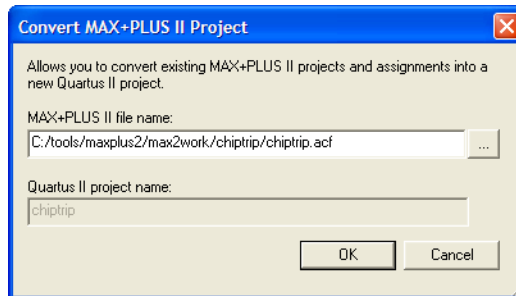 Convert MAX+PLUS II Project
Allows you to convert existing MAX+PLUS II projects and assignments into a
new Quartus II project.
MAX+PLUS II file name:
C:/tools/maxplus2/max2work/chiptrip/chiptrip.acf
...
Quartus II project name:
chiptrip
OK
Cancel